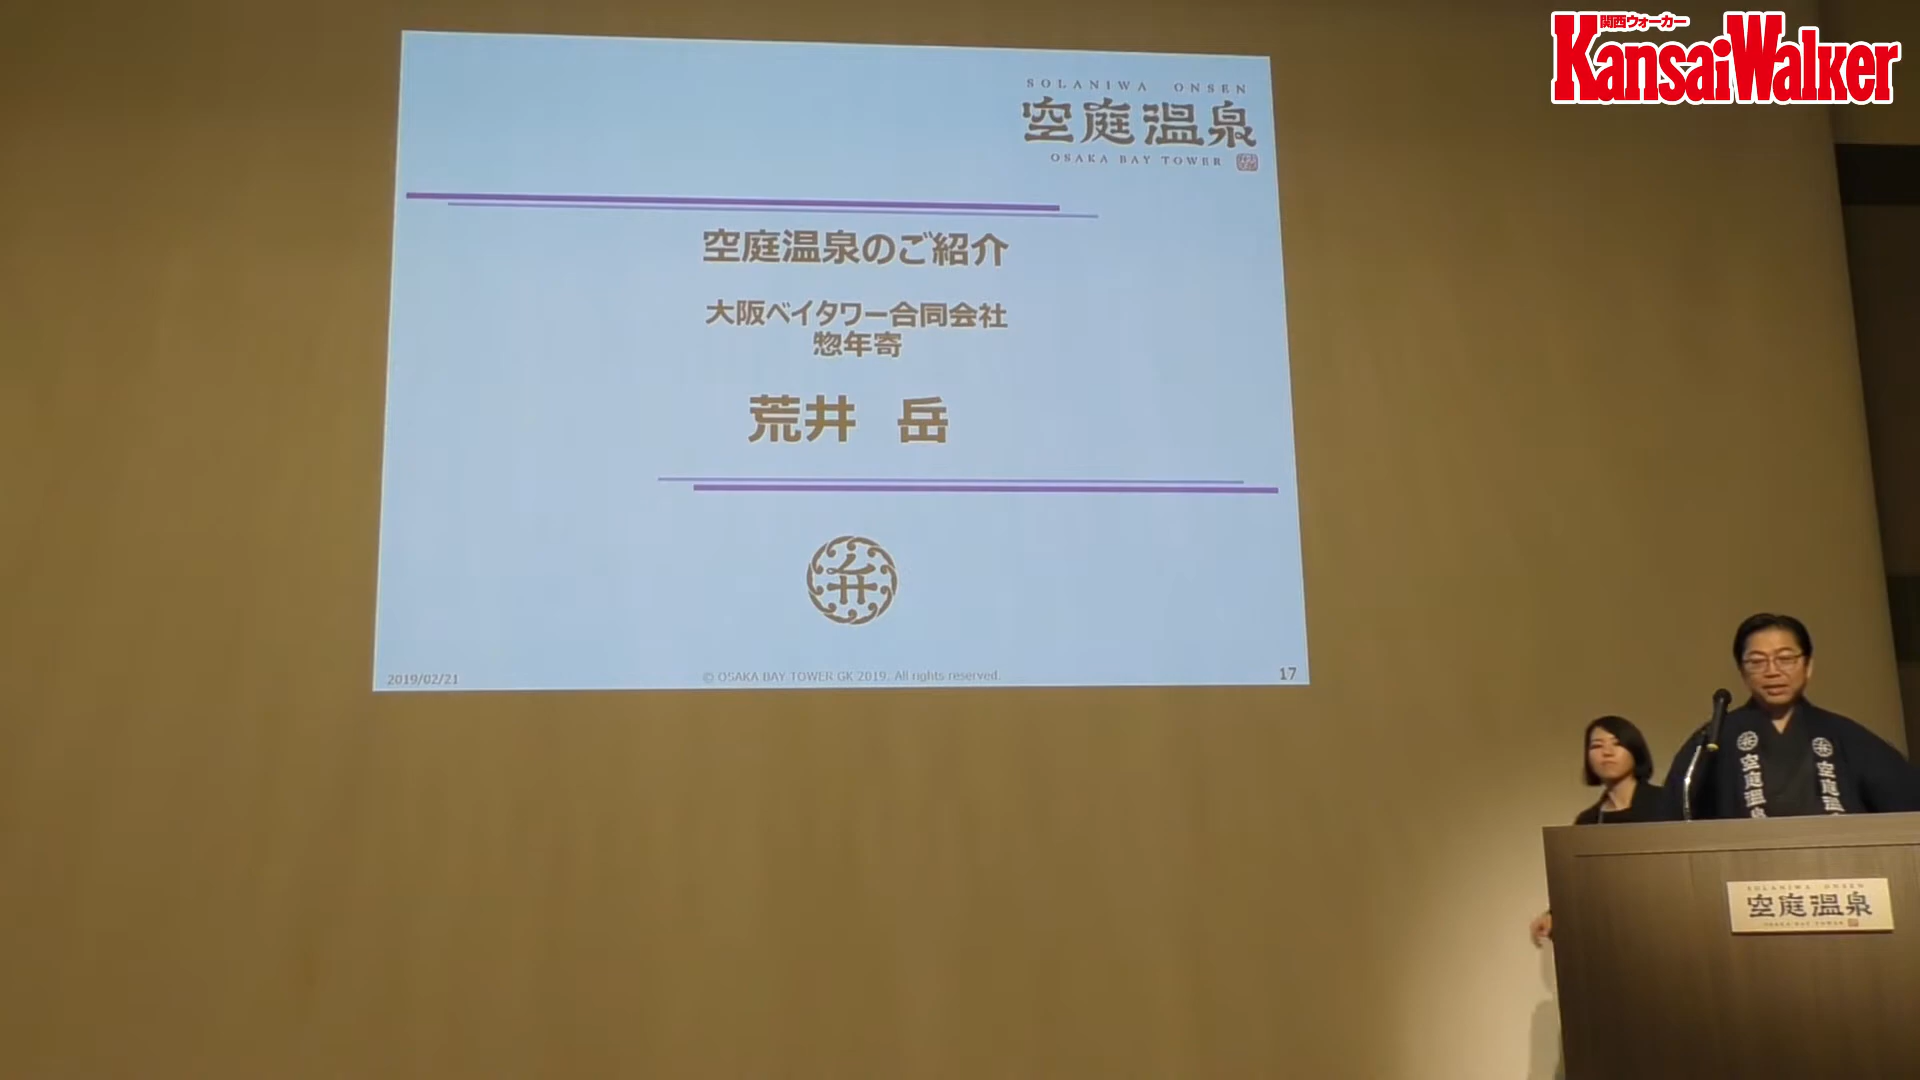 関西ウォーカー
KansaiWalker
SOLANIWA ONSEN
空庭温泉
OSAKA BAY TOWER
空庭温泉のご紹介
大阪ベイタワー合同会社
惣年寄
荒井 岳
2019/02/21
© OSAKA BAY TOWER GK 2019. All rights reserved.
17
空庭温泉
空庭温
SOLANIWA ONSEN
空庭温泉
OSAKA BAY TOWER